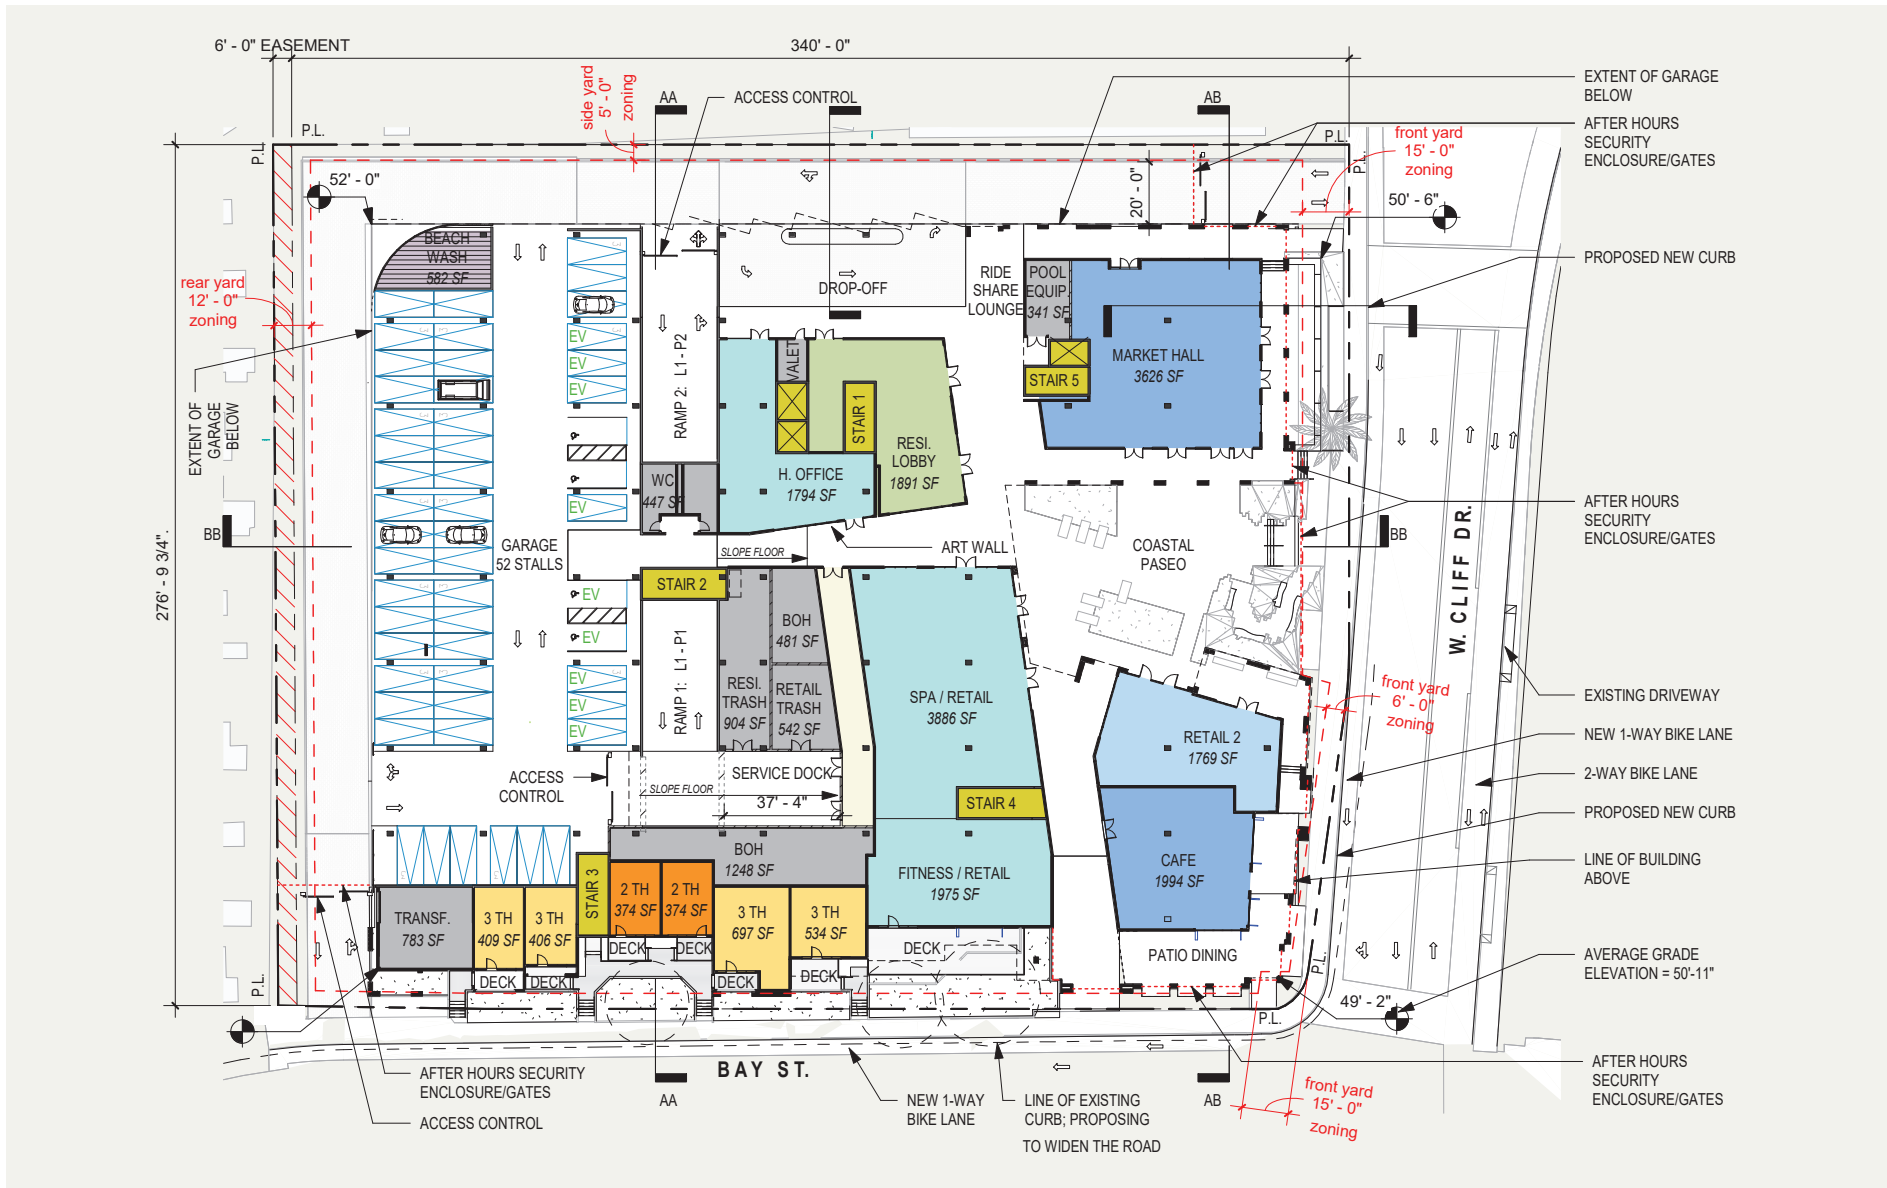 6' - 0" EASEMENT
340' - 0"
side yard
5' - 0"
zoning
AA
ACCESS CONTROL
AB
EXTENT OF GARAGE
BELOW
AFTER HOURS
SECURITY
ENCLOSURE/GATES
P.L.
P.L.
P.L.
P.L.
front yard
15' - 0"
zoning
52' - 0"
20' - 0"
50' - 6"
BEACH
WASH
582 SF
RIDE
SHARE
LOUNGE
POOL
EQUIP.
341 SF
DROP-OFF
PROPOSED NEW CURB
rear yard
12' - 0"
zoning
EV
EV
EV
RAMP 2: L1 - P2
VALET
MARKET HALL
3626 SF
STAIR 5
STAIR 1
EXTENT OF
GARAGE
BELOW
RESI.
LOBBY
1891 SF
H. OFFICE
1794 SF
WC
447 SF
EV
AFTER HOURS
SECURITY
ENCLOSURE/GATES
BB
BB
GARAGE
52 STALLS
SLOPE FLOOR
ART WALL
COASTAL
PASEO
W. CLIFF DR.
276' - 9 3/4".
STAIR 2
EV
EV
BOH
481 SF
RAMP 1: L1 - P1
RESI.
TRASH
904 SF
RETAIL
TRASH
542 SF
SPA / RETAIL
3886 SF
EV
EV
EV
front yard
6' - 0"
zoning
EXISTING DRIVEWAY
RETAIL 2
1769 SF
NEW 1-WAY BIKE LANE
2-WAY BIKE LANE
ACCESS
CONTROL
SERVICE DOCK
SLOPE FLOOR
37' - 4"
STAIR 4
PROPOSED NEW CURB
BOH
1248 SF
FITNESS / RETAIL
1975 SF
CAFE
1994 SF
LINE OF BUILDING
ABOVE
STAIR 3
2 TH
374 SF
2 TH
374 SF
TRANSF.
783 SF
3 TH
409 SF
3 TH
406 SF
3 TH
697 SF
3 TH
534 SF
DECK
DECK
DECK
PATIO DINING
DECK
DECK
DECK
DECK
P.L.
P.L.
P.L.
AVERAGE GRADE
ELEVATION = 50'-11"
49' - 2"
BAY ST.
AFTER HOURS SECURITY
ENCLOSURE/GATES
ACCESS CONTROL
AA
NEW 1-WAY
BIKE LANE
LINE OF EXISTING
CURB; PROPOSING
TO WIDEN THE ROAD
AB
front yard
15' - 0"
zoning
AFTER HOURS
SECURITY
ENCLOSURE/GATES